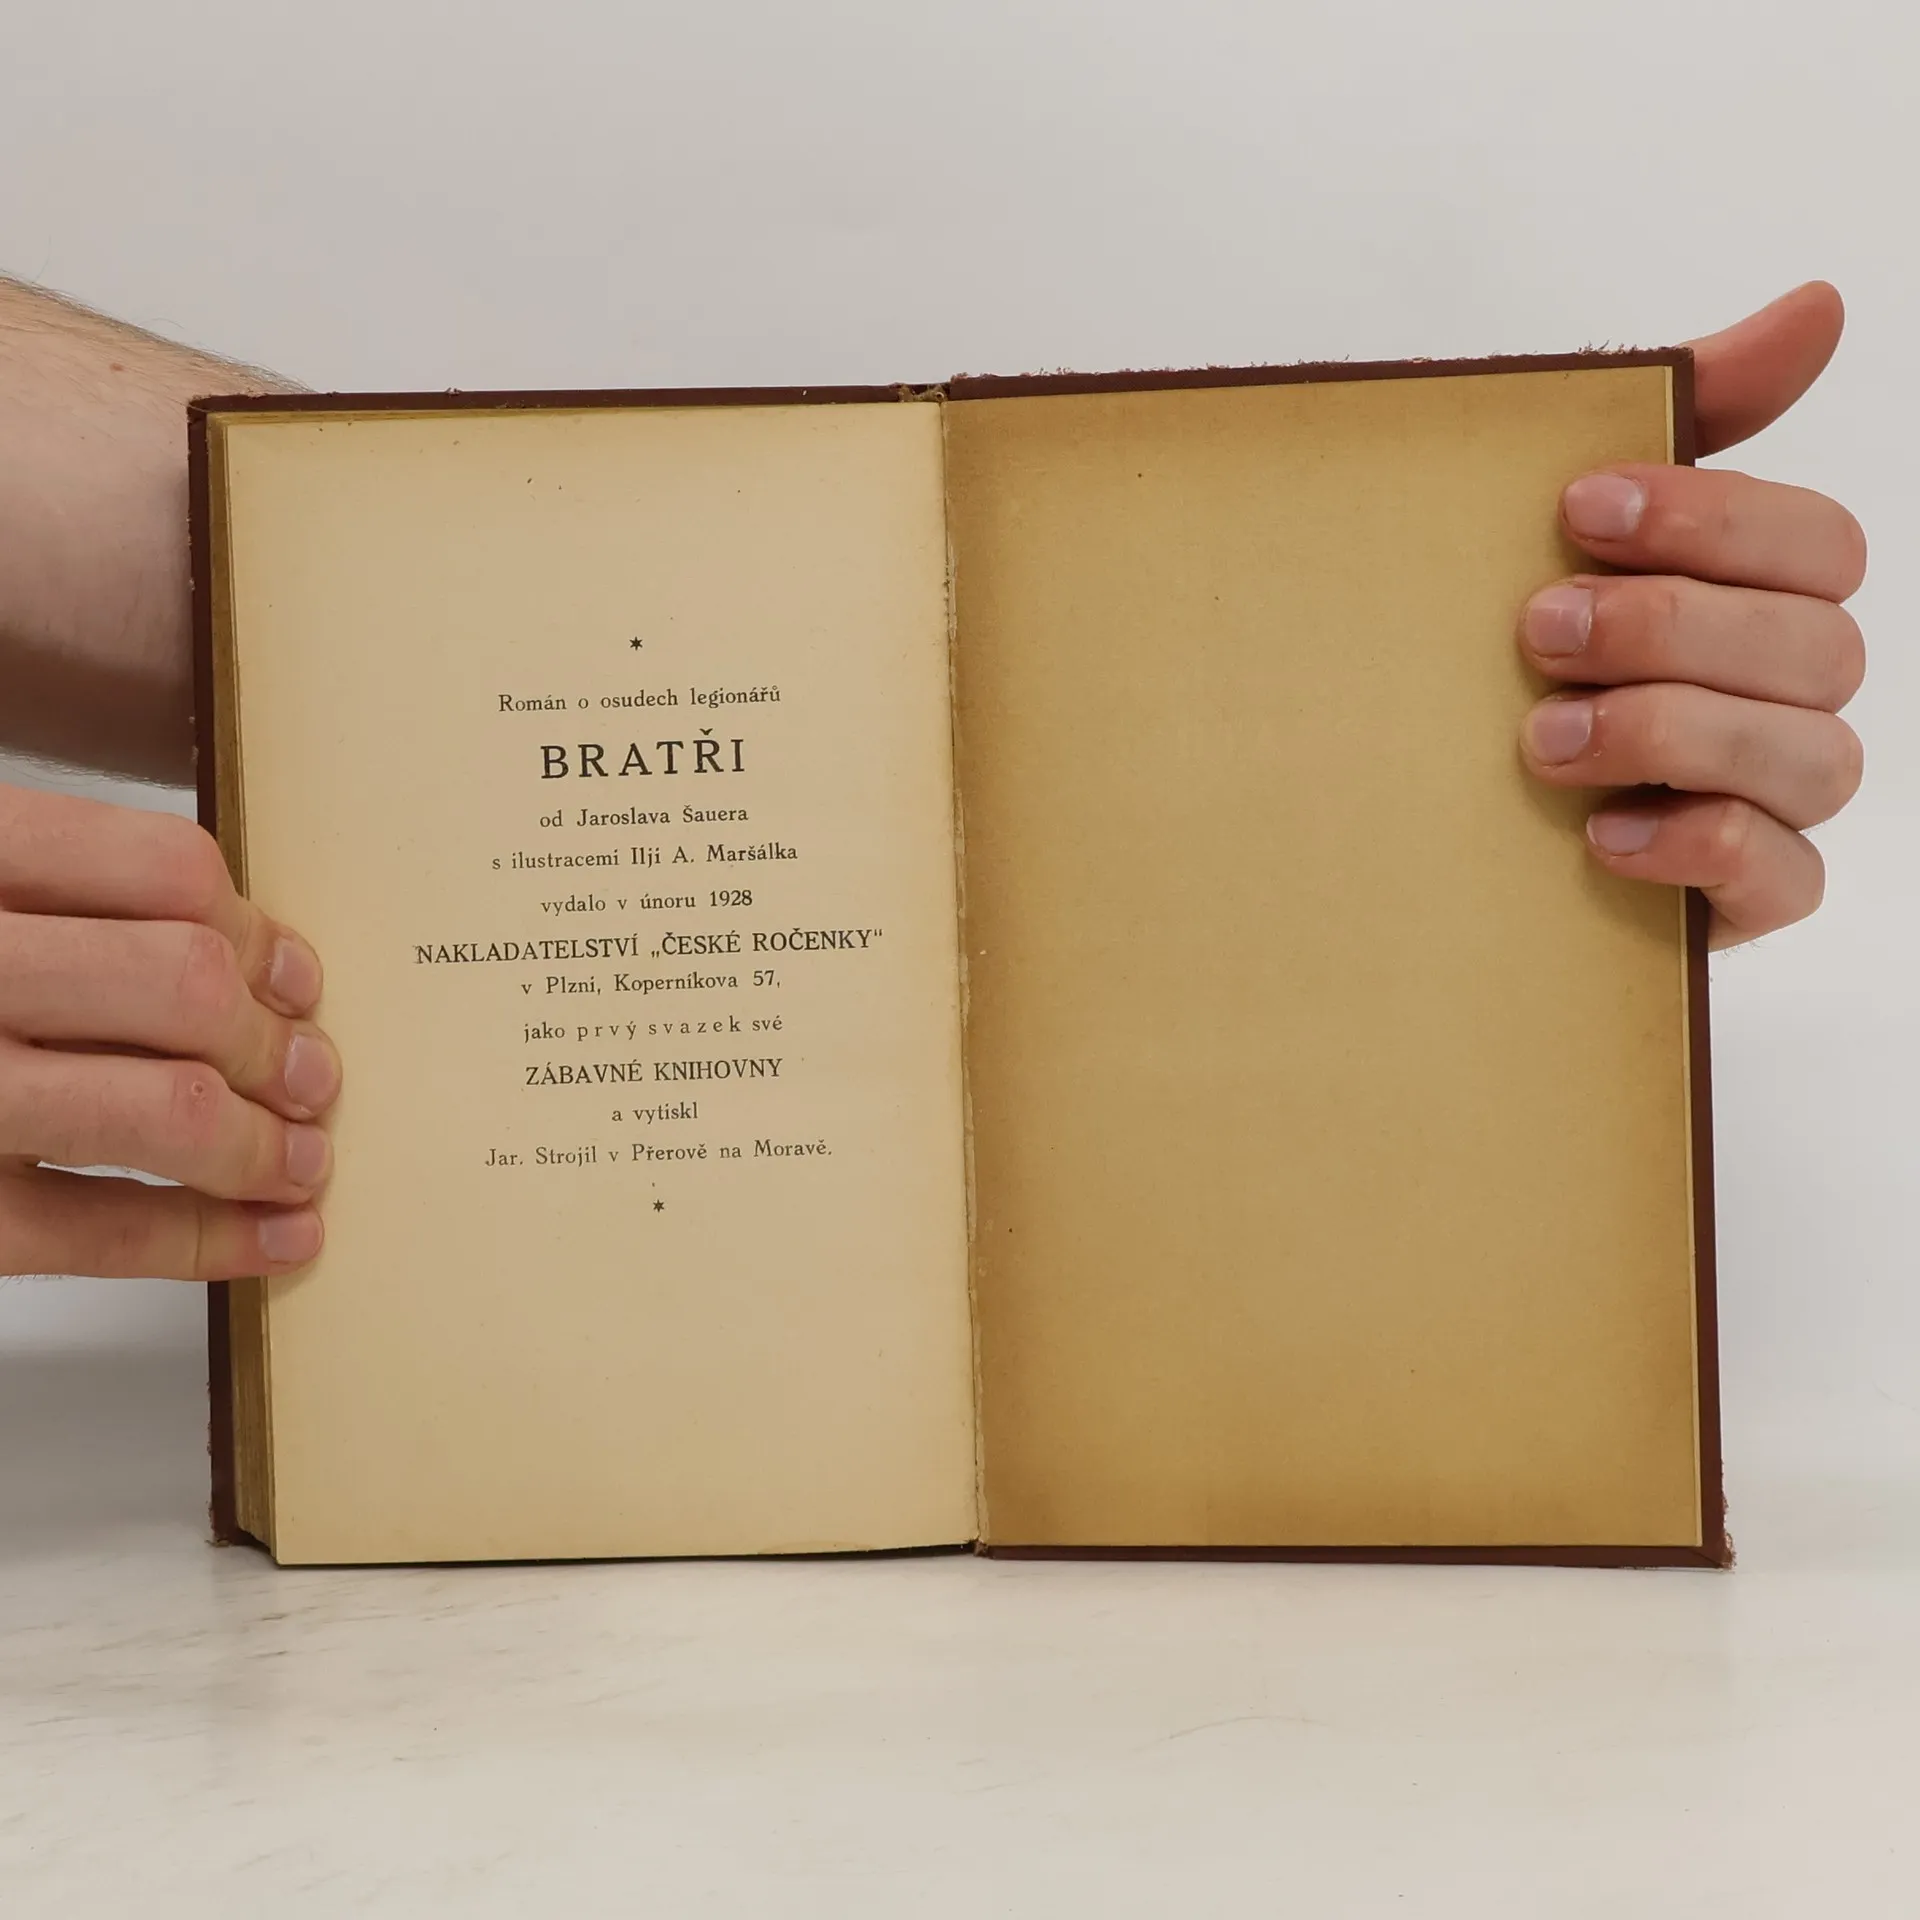 *
Román o osudech legionářů
BRATŘI
od Jaroslava Šauera
s ilustracemi Ilji A. Maršálka
vydalo v únoru 1928
NAKLADATELSTVÍ „ČESKÉ ROČENKY“
v Plzni, Koperníkova 57,
jako prvý svazek své
ZÁBAVNÉ KNIHOVNY
a vytiskl
Jar. Strojil v Přerově na Moravě.
*